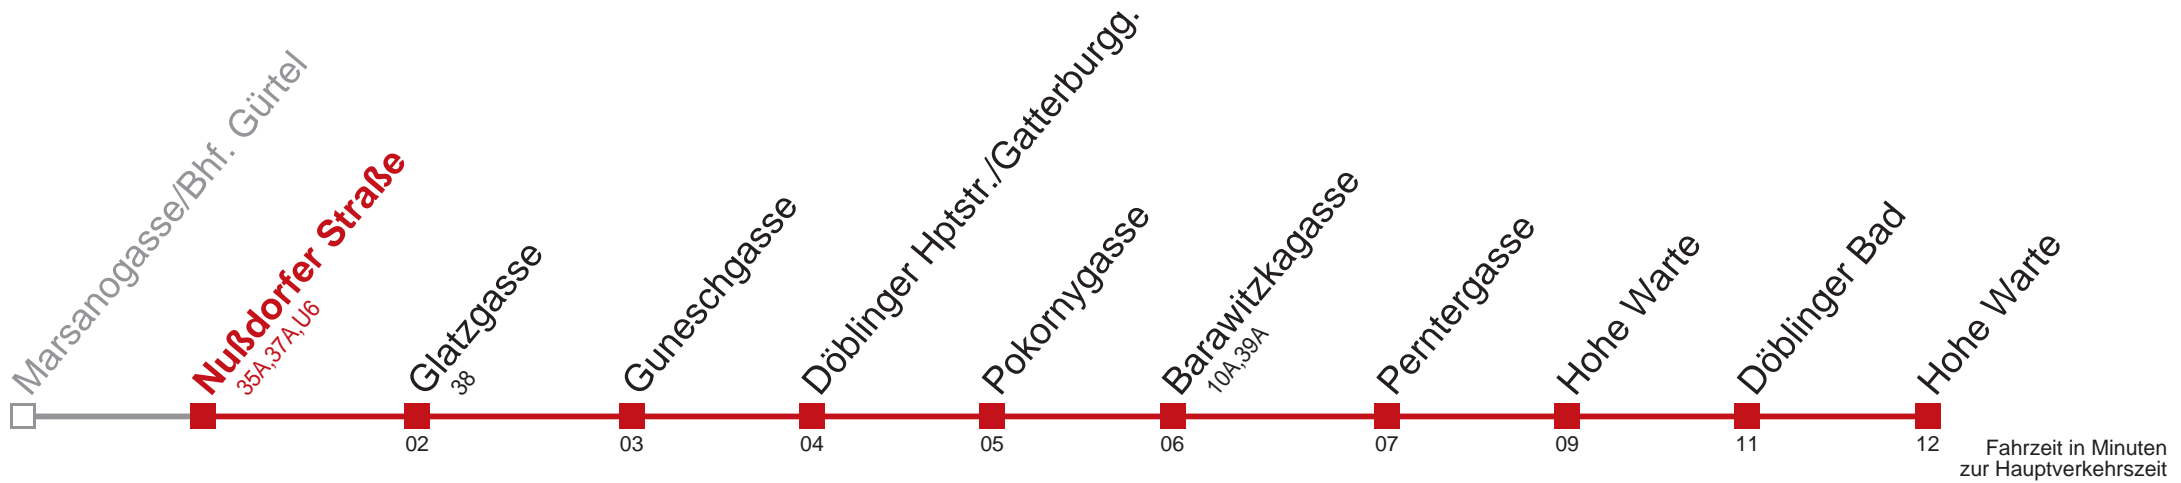 Marsanogasse/Bhf. Gürtel
Nußdorfer Straße
35A,37A,U6
Glatzgasse
38
Guneschgasse
Döblinger Hptstr./Gatterburgg.
Pokornygasse
Barawitzkagasse
10A,39A
Perntergasse
Hohe Warte
Döblinger Bad
Hohe Warte
02
03
04
05
06
07
09
11
12
Fahrzeit in Minuten
zur Hauptverkehrszeit